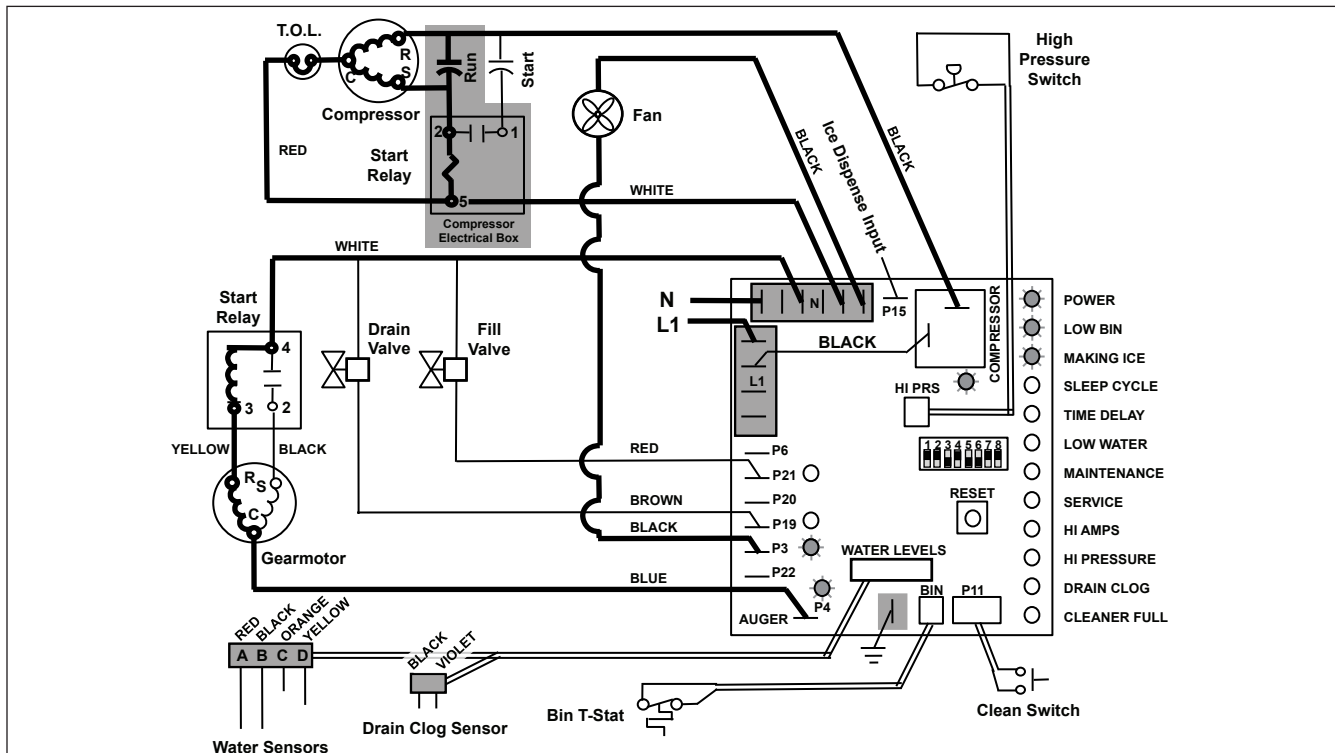 T.O.L.
R
S
C
Compressor
Run
Start
2
1
Start
Relay
5
Compressor
Electrical Box
RED
WHITE
Fan
BLACK
Ice Dispense Input
BLACK
High
Pressure
Switch
WHITE
Start
Relay
4
3
2
YELLOW
BLACK
R
S
C
Gearmotor
Drain
Valve
Fill
Valve
N
L1
N
P15
BLACK
L1
COMPRESSOR
HI PRS
1 2 3 4 5 6 7 8
RESET
POWER
LOW BIN
MAKING ICE
SLEEP CYCLE
TIME DELAY
LOW WATER
MAINTENANCE
SERVICE
HI AMPS
HI PRESSURE
DRAIN CLOG
CLEANER FULL
P6
RED
P21
P20
BROWN
P19
BLACK
P3
P22
BLUE
P4
AUGER
WATER LEVELS
BIN
P11
RED
BLACK
ORANGE
YELLOW
A B C D
Water Sensors
BLACK
VIOLET
Drain Clog Sensor
Bin T-Stat
Clean Switch